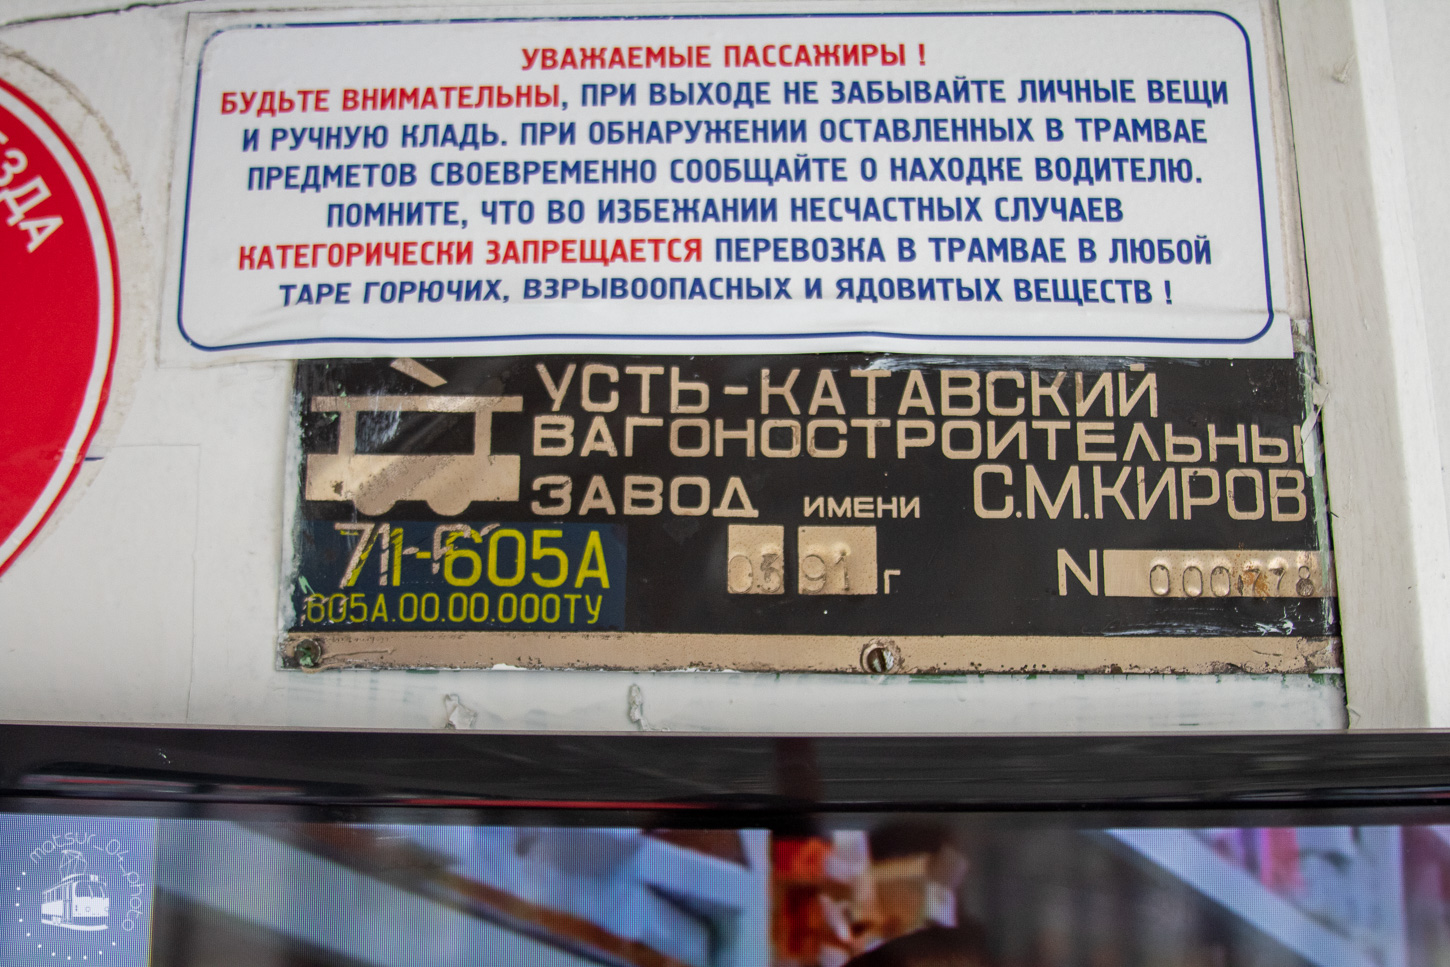 УВАЖАЕМЫЕ ПАССАЖИРЫ !
БУДЬТЕ ВНИМАТЕЛЬНЫ, ПРИ ВЫХОДЕ НЕ ЗАБЫВАЙТЕ ЛИЧНЫЕ ВЕЩИ
И РУЧНУЮ КЛАДЬ. ПРИ ОБНАРУЖЕНИИ ОСТАВЛЕННЫХ В ТРАМВАЕ
ПРЕДМЕТОВ СВОЕВРЕМЕННО СООБЩАЙТЕ О НАХОДКЕ ВОДИТЕЛЮ.
ПОМНИТЕ, ЧТО ВО ИЗБЕЖАНИИ НЕСЧАСТНЫХ СЛУЧАЕВ
КАТЕГОРИЧЕСКИ ЗАПРЕЩАЕТСЯ ПЕРЕВОЗКА В ТРАМВАЕ В ЛЮБОЙ
ТАРЕ ГОРЮЧИХ, ВЗРЫВООПАСНЫХ И ЯДОВИТЫХ ВЕЩЕСТВ !
ЕЗДА
УСТЬ-КАТАВСКИЙ
ВАГОНОСТРОИТЕЛЬНЫ
ЗАВОД ИМЕНИ С.М.КИРОВ
71-605А 91 г N 000778
605А.00.00.000ТУ
matsur_04_photo